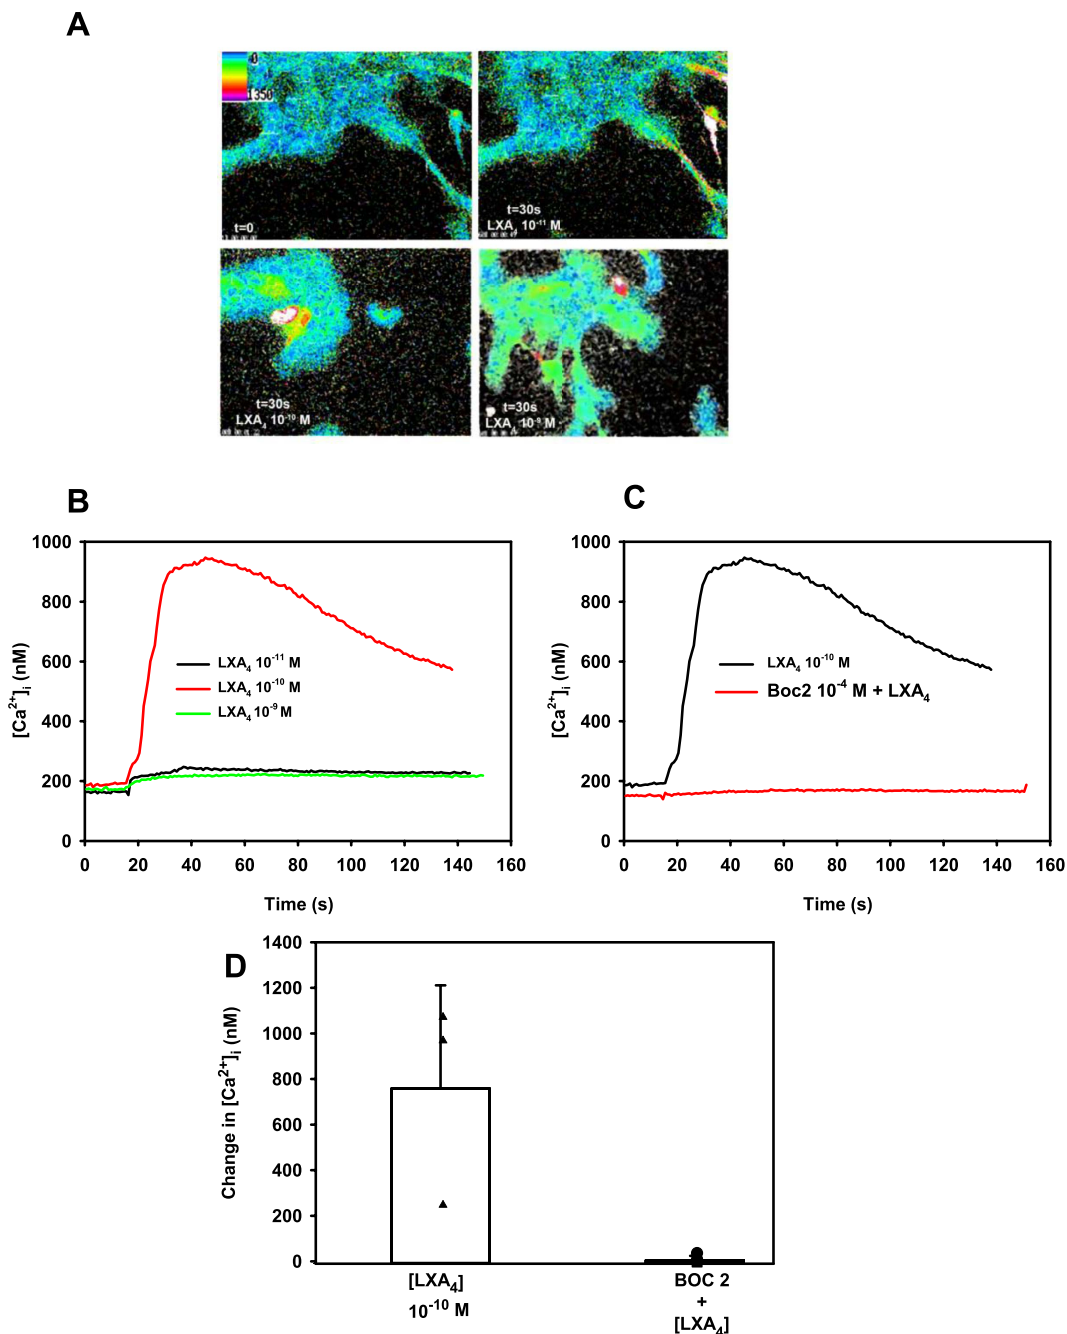 A
0
1350
t=0
t=30s
LXA₄ 10⁻¹¹ M
t=30s
LXA₄ 10⁻¹⁰ M
t=30s
LXA₄ 10⁻⁹ M
B
1000
800
600
400
200
0
[Ca²⁺]ᵢ (nM)
LXA₄ 10⁻¹¹ M
LXA₄ 10⁻¹⁰ M
LXA₄ 10⁻⁹ M
0 20 40 60 80 100 120 140 160
Time (s)
C
1000
800
600
400
200
0
[Ca²⁺]ᵢ (nM)
LXA₄ 10⁻¹⁰ M
Boc2 10⁻⁴ M + LXA₄
0 20 40 60 80 100 120 140 160
Time (s)
D
1400
1200
1000
800
600
400
200
0
Change in [Ca²⁺]ᵢ (nM)
[LXA₄]
10⁻¹⁰ M
BOC 2
+
[LXA₄]